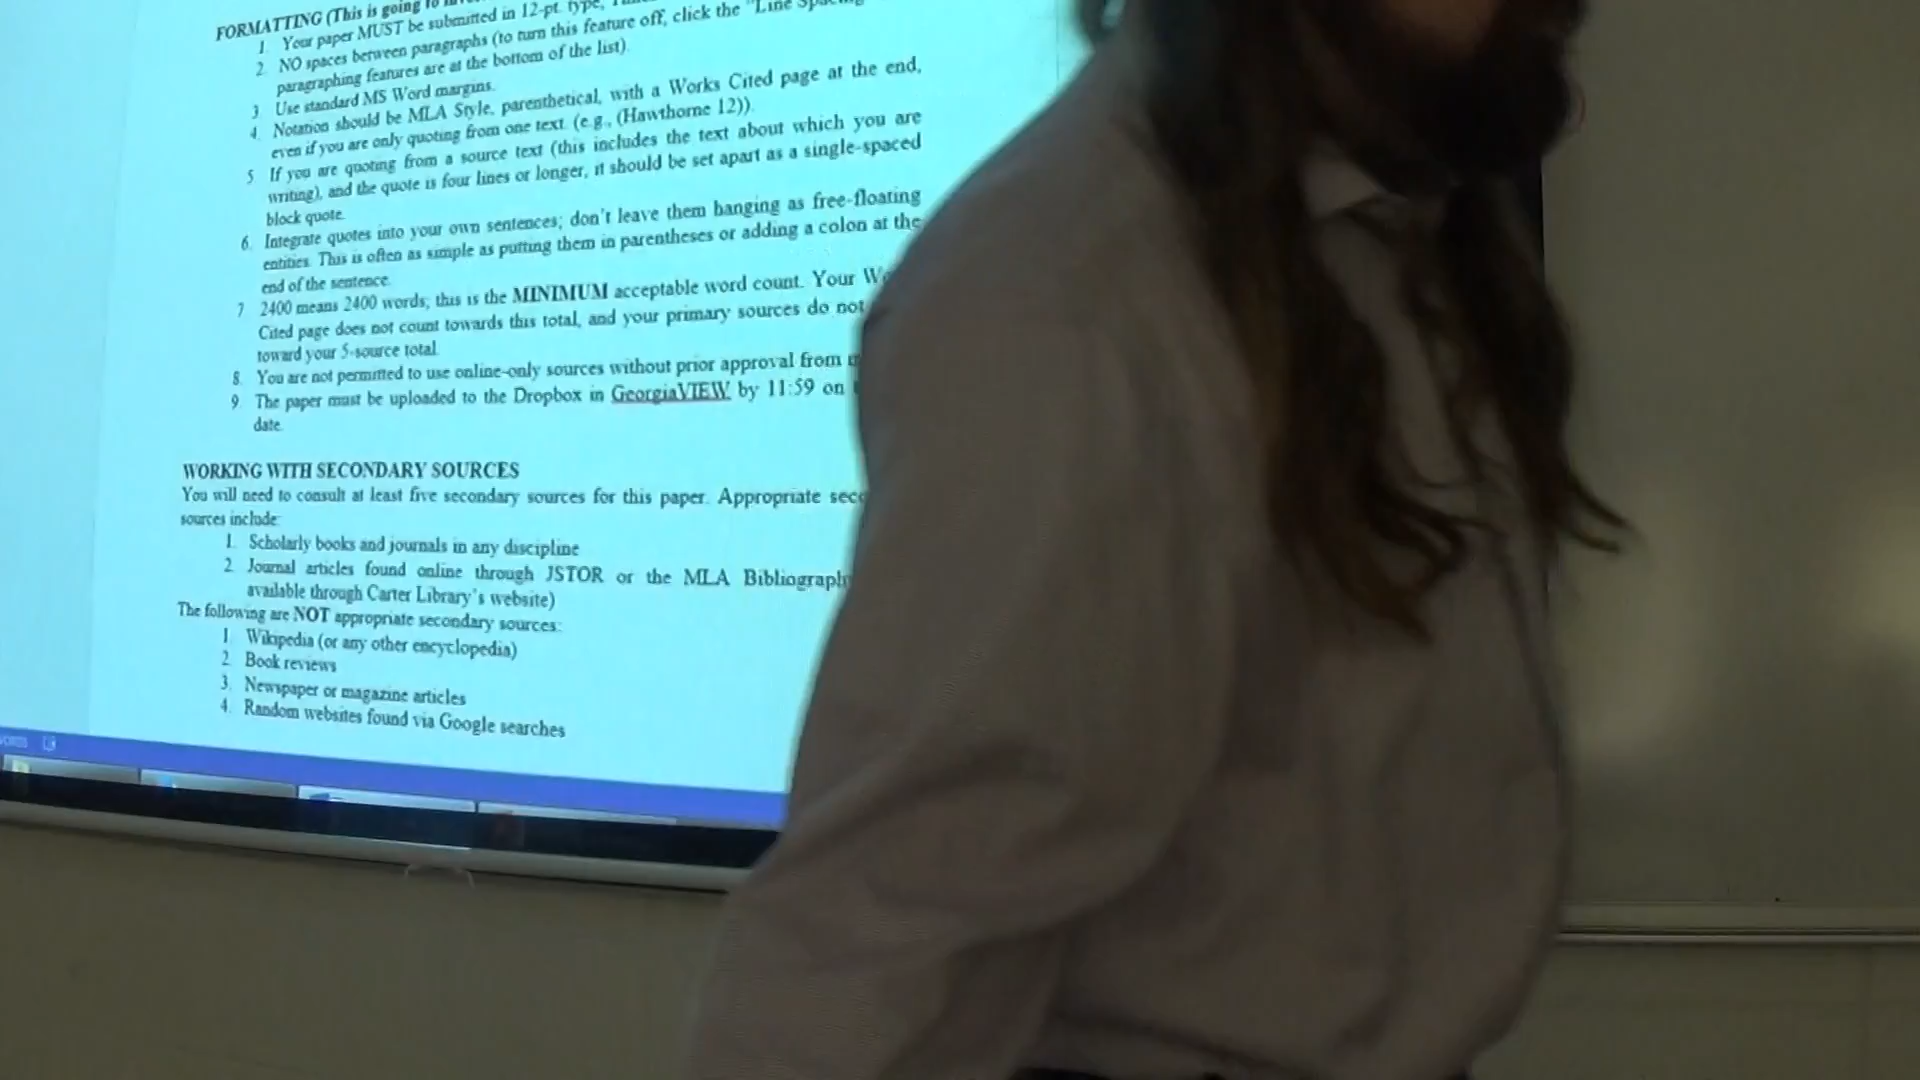 FORMATTING (This is going to
1. Your paper MUST be submitted in 12-pt. type,
2. NO spaces between paragraphs (to turn this feature off, click the "Line Spacing
paragraphing features are at the bottom of the list).
3. Use standard MS Word margins.
4. Notation should be MLA Style, parenthetical, with a Works Cited page at the end,
even if you are only quoting from one text. (e.g., (Hawthorne 12)).
5. If you are quoting from a source text (this includes the text about which you are
writing), and the quote is four lines or longer, it should be set apart as a single-spaced
block quote.
6. Integrate quotes into your own sentences; don't leave them hanging as free-floating
entities. This is often as simple as putting them in parentheses or adding a colon at the
end of the sentence.
7. 2400 means 2400 words; this is the MINIMUM acceptable word count. Your
Cited page does not count towards this total, and your primary sources do not
toward your 5-source total.
8. You are not permitted to use online-only sources without prior approval from
9. The paper must be uploaded to the Dropbox in GeorgiaVIEW by 11:59 on
date.
WORKING WITH SECONDARY SOURCES
You will need to consult at least five secondary sources for this paper. Appropriate
sources include:
1. Scholarly books and journals in any discipline
2. Journal articles found online through JSTOR or the MLA Bibliography
available through Carter Library's website)
The following are NOT appropriate secondary sources:
1. Wikipedia (or any other encyclopedia)
2. Book reviews
3. Newspaper or magazine articles
4. Random websites found via Google searches